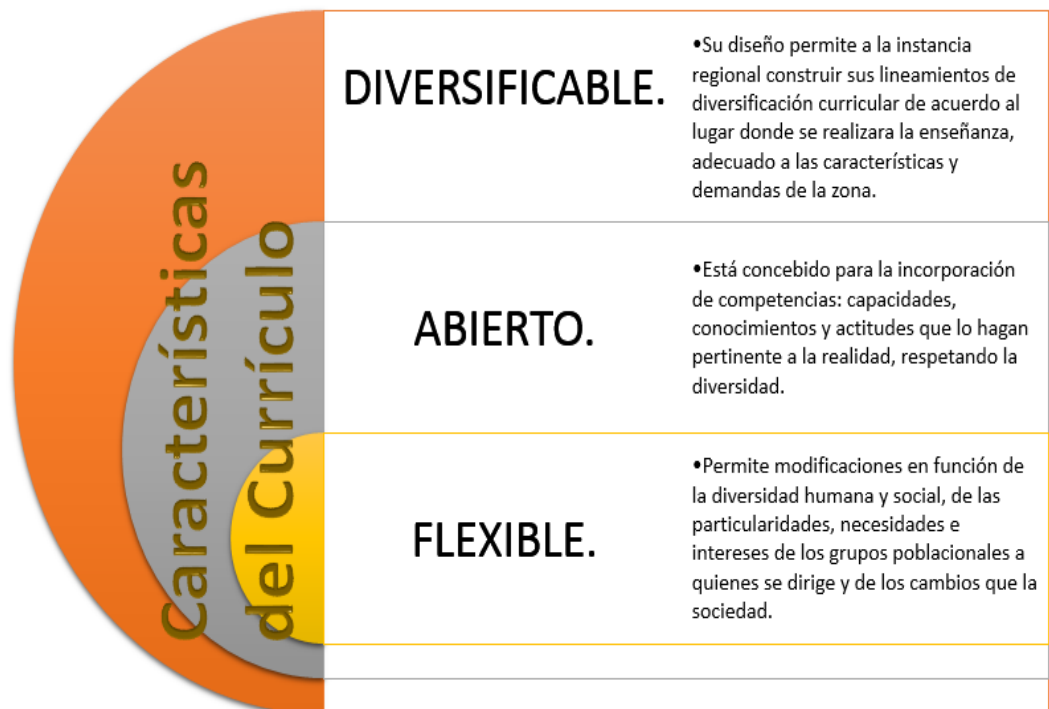 Características
del Currículo
DIVERSIFICABLE.
•Su diseño permite a la instancia
regional construir sus lineamientos de
diversificación curricular de acuerdo al
lugar donde se realizara la enseñanza,
adecuado a las características y
demandas de la zona.
ABIERTO.
•Está concebido para la incorporación
de competencias: capacidades,
conocimientos y actitudes que lo hagan
pertinente a la realidad, respetando la
diversidad.
FLEXIBLE.
•Permite modificaciones en función de
la diversidad humana y social, de las
particularidades, necesidades e
intereses de los grupos poblacionales a
quienes se dirige y de los cambios que la
sociedad.